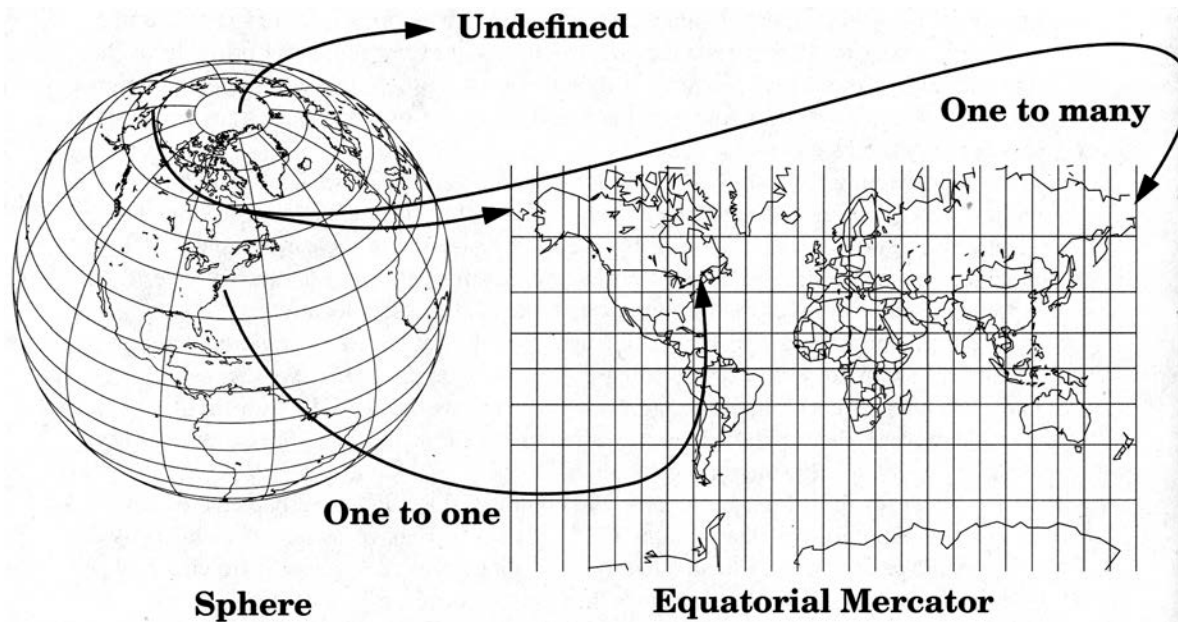 Undefined
One to many
One to one
Sphere
Equatorial Mercator